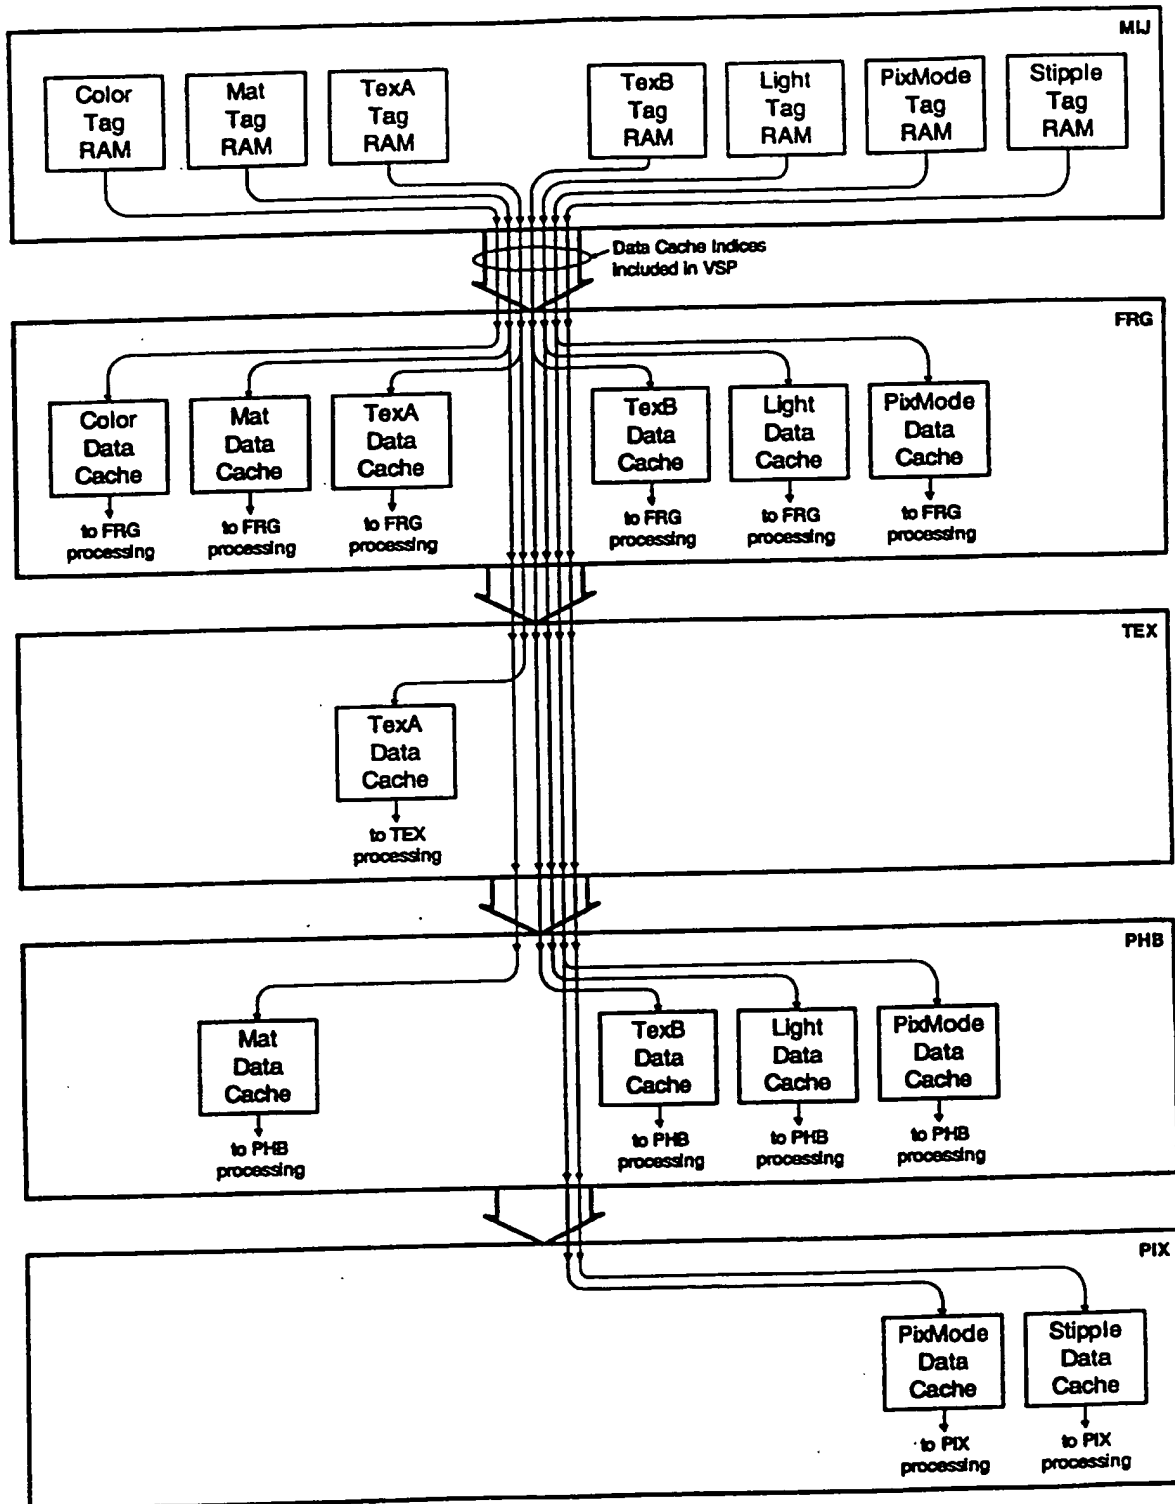 MIJ
Color
Tag
RAM
Mat
Tag
RAM
TexA
Tag
RAM
TexB
Tag
RAM
Light
Tag
RAM
PixMode
Tag
RAM
Stipple
Tag
RAM
Data Cache Indices
included in VSP
FRG
Color
Data
Cache
Mat
Data
Cache
TexA
Data
Cache
TexB
Data
Cache
Light
Data
Cache
PixMode
Data
Cache
to FRG
processing
to FRG
processing
to FRG
processing
to FRG
processing
to FRG
processing
to FRG
processing
TEX
TexA
Data
Cache
to TEX
processing
PHB
Mat
Data
Cache
TexB
Data
Cache
Light
Data
Cache
PixMode
Data
Cache
to PHB
processing
to PHB
processing
to PHB
processing
to PHB
processing
PIX
PixMode
Data
Cache
Stipple
Data
Cache
to PIX
processing
to PIX
processing